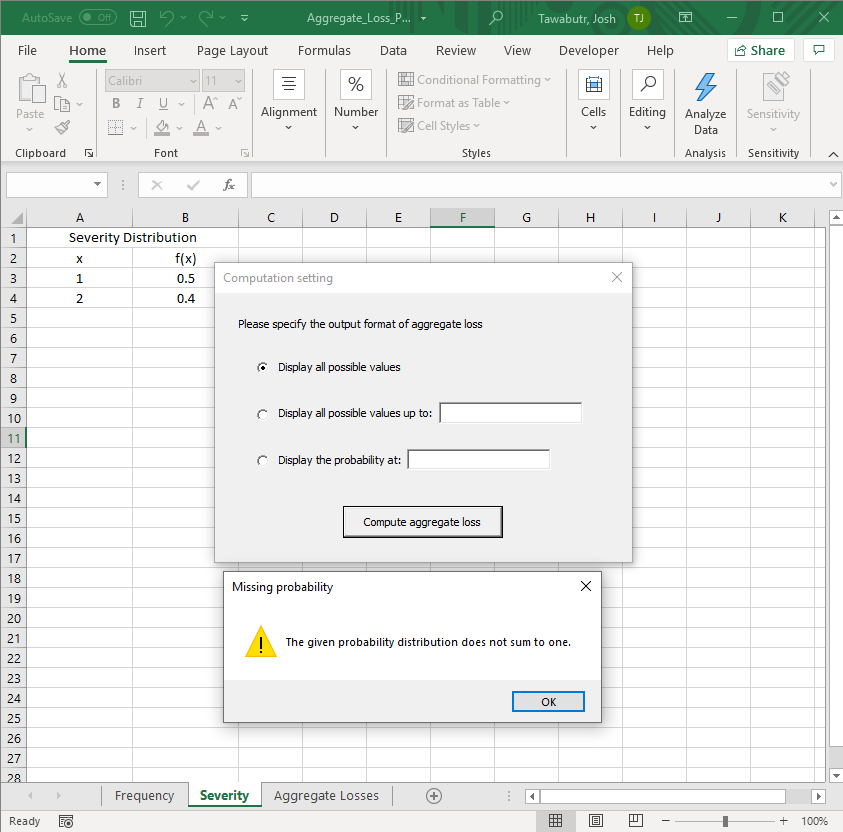 AutoSave Off Aggregate_Loss_P... Tawabutr, Josh TJ
File Home Insert Page Layout Formulas Data Review View Developer Help Share
Paste
Calibri 11
B I U A A
A
Alignment
%
Number
Conditional Formatting
Format as Table
Cell Styles
Cells
Editing
Analyze
Data
Sensitivity
Clipboard Font Styles Analysis Sensitivity
fx
A B C D E F G H I J K
1 Severity Distribution
2 x f(x)
3 1 0.5
4 2 0.4
5
6
7
8
9
10
11
12
13
14
15
16
17
18
19
20
21
22
23
24
25
26
27
28
Computation setting
Please specify the output format of aggregate loss
Display all possible values
Display all possible values up to:
Display the probability at:
Compute aggregate loss
Missing probability
The given probability distribution does not sum to one.
OK
Frequency Severity Aggregate Losses
Ready 100%